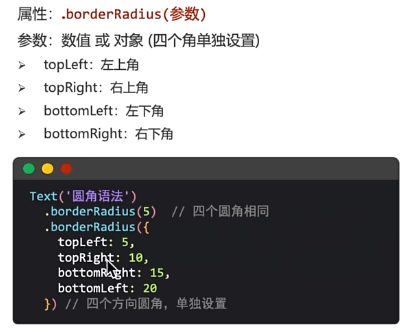 属性：.borderRadius(参数)
参数：数值 或 对象 (四个角单独设置)
➢ topLeft：左上角
➢ topRight：右上角
➢ bottomLeft：左下角
➢ bottomRight：右下角
Text('圆角语法')
.borderRadius(5) // 四个圆角相同
.borderRadius({
topLeft: 5,
topRight: 10,
bottomRight: 15,
bottomLeft: 20
}) // 四个方向圆角，单独设置